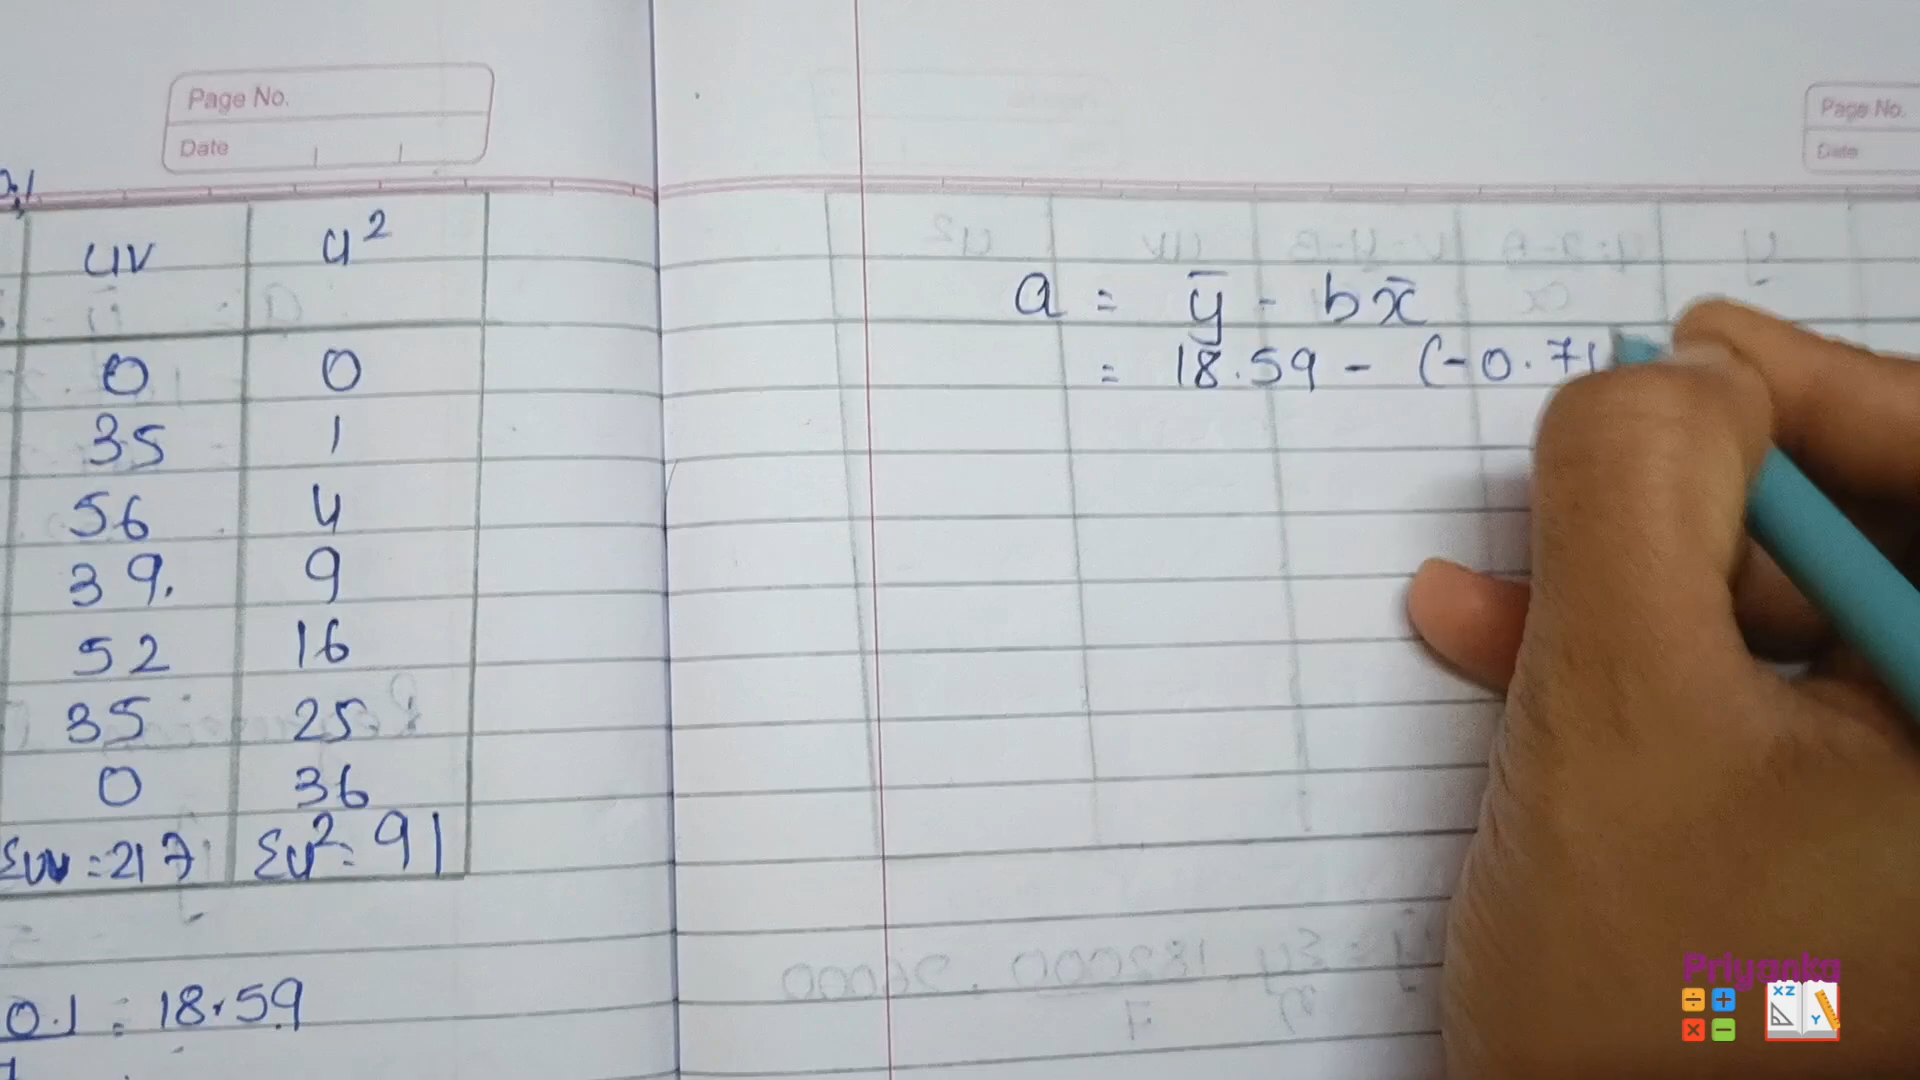 Page No.
Date
uv u²
0 0
35 1
56 4
39. 9
52 16
35 25
0 36
Σuv = 217 Σu² = 91
0.1 = 18.59
Page No.
Date
a = ȳ - bx̄
= 18.59 - (-0.71
Priyanka
XZ
Y